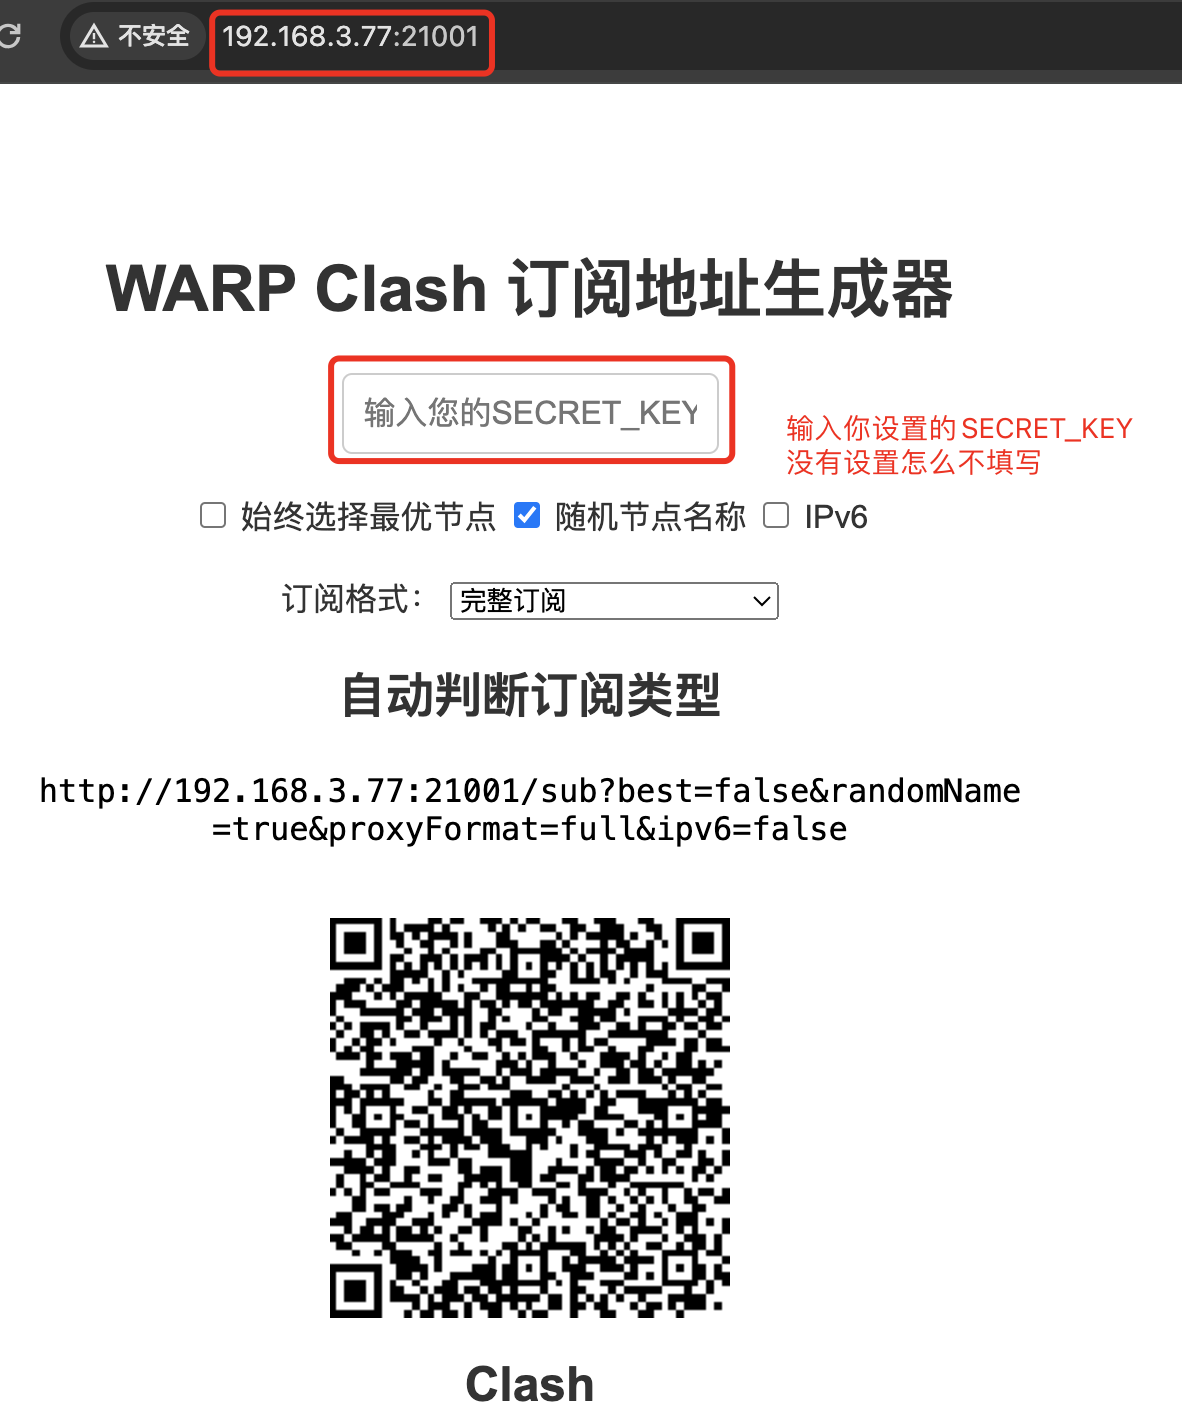 不安全 192.168.3.77:21001
WARP Clash 订阅地址生成器
输入您的SECRET_KEY
输入你设置的SECRET_KEY
没有设置怎么不填写
始终选择最优节点 随机节点名称 IPv6
订阅格式： 完整订阅
自动判断订阅类型
http://192.168.3.77:21001/sub?best=false&randomName
=true&proxyFormat=full&ipv6=false
Clash